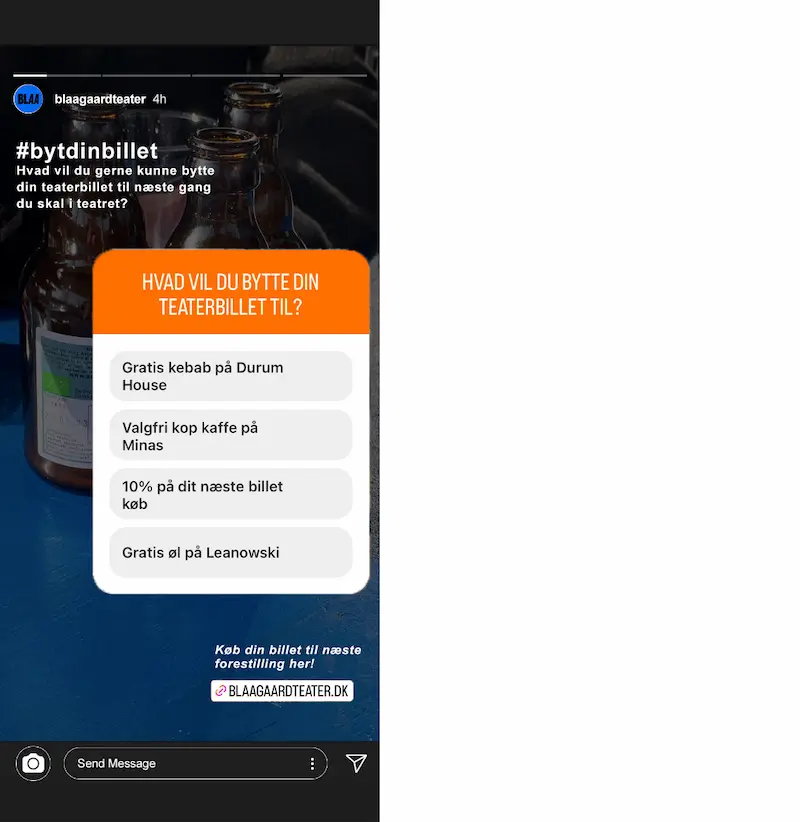 BLAA
blaagaardteater 4h
#bytdinbillet
Hvad vil du gerne kunne bytte
din teaterbillet til næste gang
du skal i teatret?
HVAD VIL DU BYTTE DIN
TEATERBILLET TIL?
Gratis kebab på Durum
House
Valgfri kop kaffe på
Minas
10% på dit næste billet
køb
Gratis øl på Leanowski
Køb din billet til næste
forestilling her!
BLAAGAARDTEATER.DK
Send Message